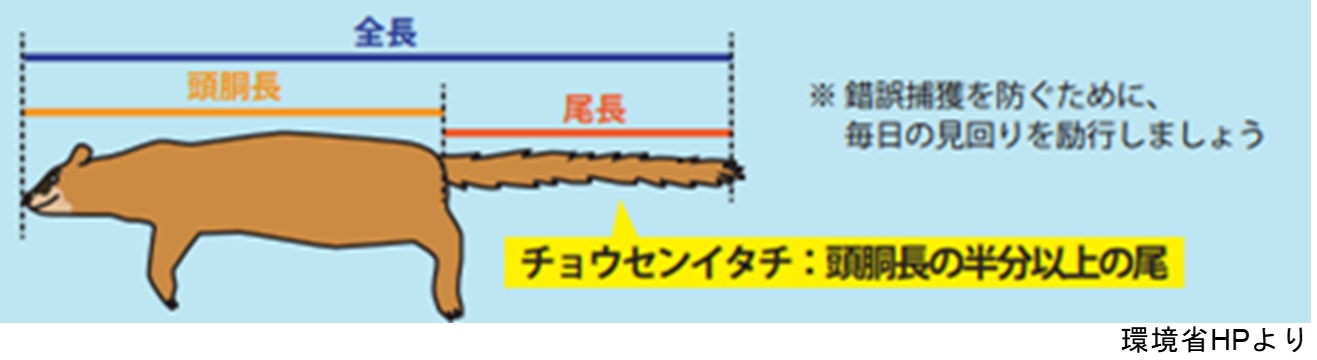 全長
頭胴長
尾長
※ 錯誤捕獲を防ぐために、
毎日の見回りを励行しましょう
チョウセンイタチ：頭胴長の半分以上の尾
環境省HPより